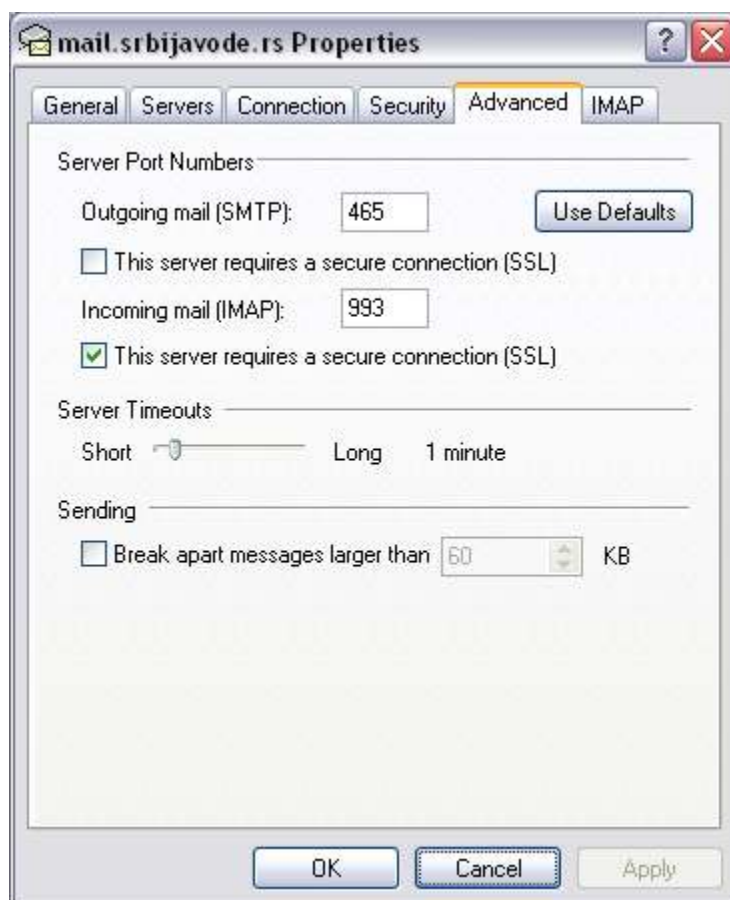 mail.srbijavode.rs Properties
General Servers Connection Security Advanced IMAP
Server Port Numbers
Outgoing mail (SMTP): 465 Use Defaults
This server requires a secure connection (SSL)
Incoming mail (IMAP): 993
This server requires a secure connection (SSL)
Server Timeouts
Short Long 1 minute
Sending
Break apart messages larger than 60 KB
OK Cancel Apply